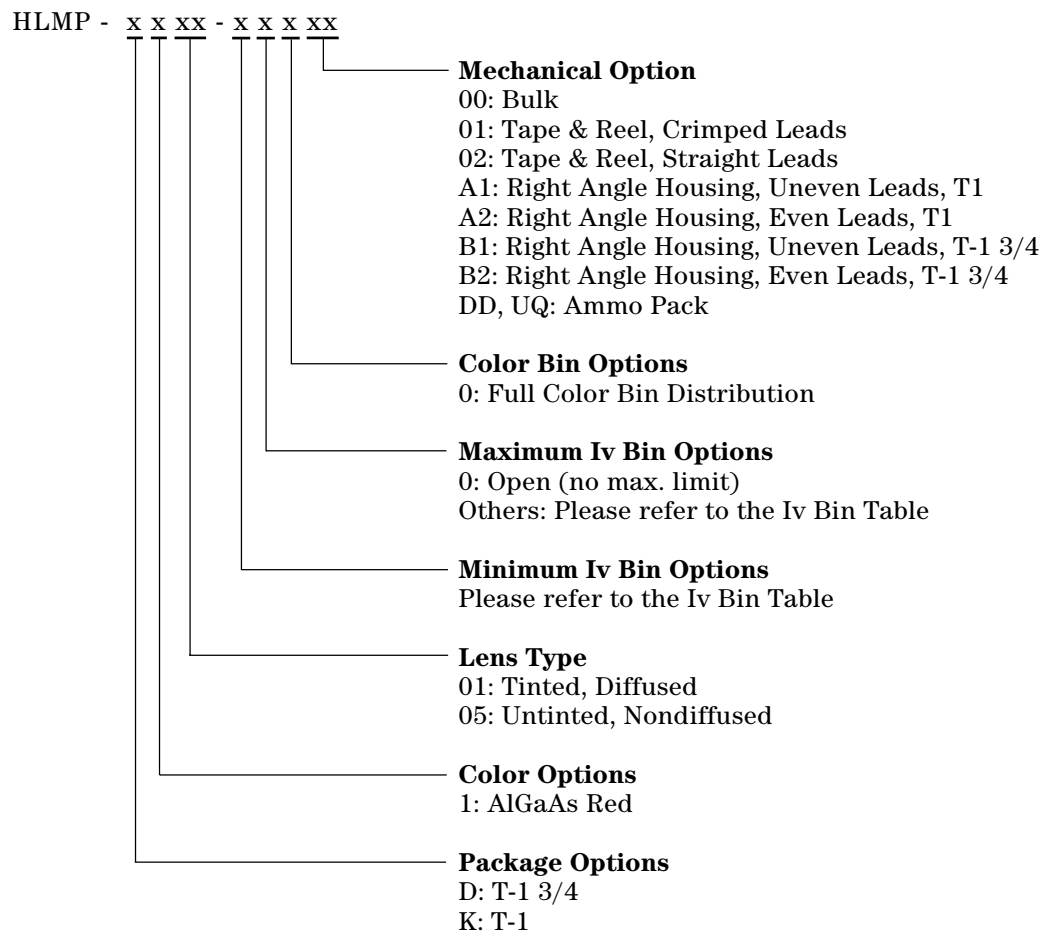 HLMP - x x xx - x x x xx
Mechanical Option
00: Bulk
01: Tape & Reel, Crimped Leads
02: Tape & Reel, Straight Leads
A1: Right Angle Housing, Uneven Leads, T1
A2: Right Angle Housing, Even Leads, T1
B1: Right Angle Housing, Uneven Leads, T-1 3/4
B2: Right Angle Housing, Even Leads, T-1 3/4
DD, UQ: Ammo Pack
Color Bin Options
0: Full Color Bin Distribution
Maximum Iv Bin Options
0: Open (no max. limit)
Others: Please refer to the Iv Bin Table
Minimum Iv Bin Options
Please refer to the Iv Bin Table
Lens Type
01: Tinted, Diffused
05: Untinted, Nondiffused
Color Options
1: AlGaAs Red
Package Options
D: T-1 3/4
K: T-1